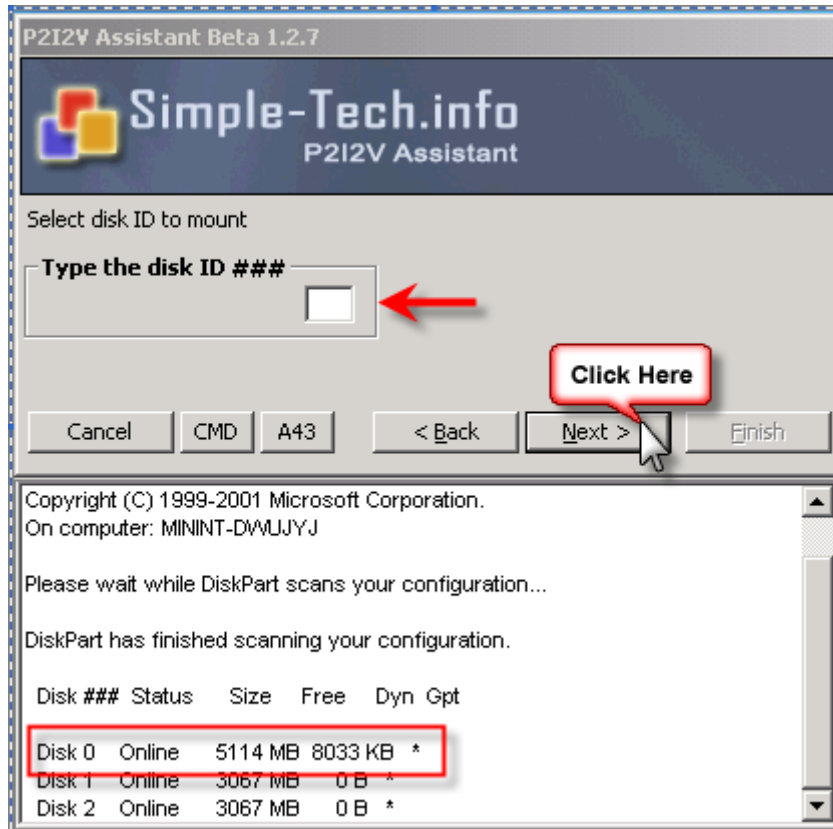 P2I2V Assistant Beta 1.2.7
Simple-Tech.info
P2I2V Assistant
Select disk ID to mount
Type the disk ID ###
Click Here
Cancel CMD A43 < Back Next > Finish
Copyright (C) 1999-2001 Microsoft Corporation.
On computer: MININT-DWUJYJ
Please wait while DiskPart scans your configuration...
DiskPart has finished scanning your configuration.
Disk ### Status Size Free Dyn Gpt
Disk 0 Online 5114 MB 8033 KB *
Disk 1 Online 3067 MB 0 B *
Disk 2 Online 3067 MB 0 B *